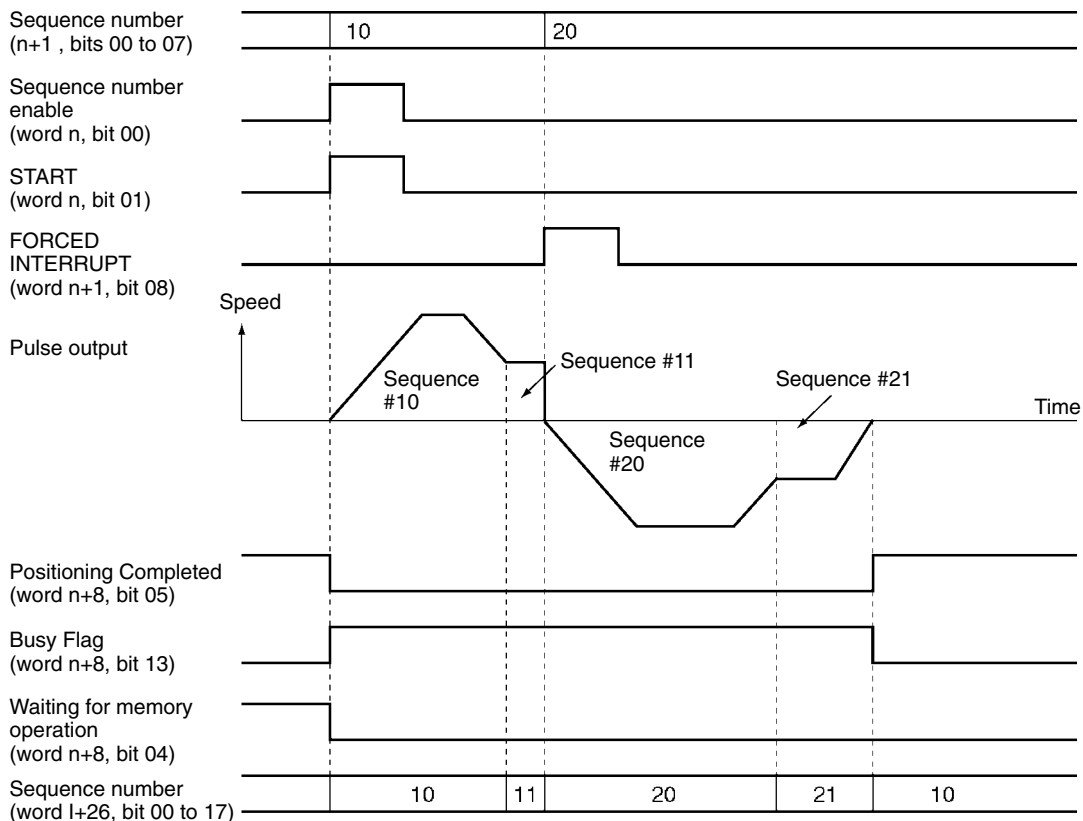 Sequence number
(n+1 , bits 00 to 07)
10
20
Sequence number
enable
(word n, bit 00)
START
(word n, bit 01)
FORCED
INTERRUPT
(word n+1, bit 08)
Speed
Pulse output
Sequence
#10
Sequence #11
Sequence #21
Time
Sequence
#20
Positioning Completed
(word n+8, bit 05)
Busy Flag
(word n+8, bit 13)
Waiting for memory
operation
(word n+8, bit 04)
Sequence number
(word I+26, bit 00 to 17)
10
11
20
21
10